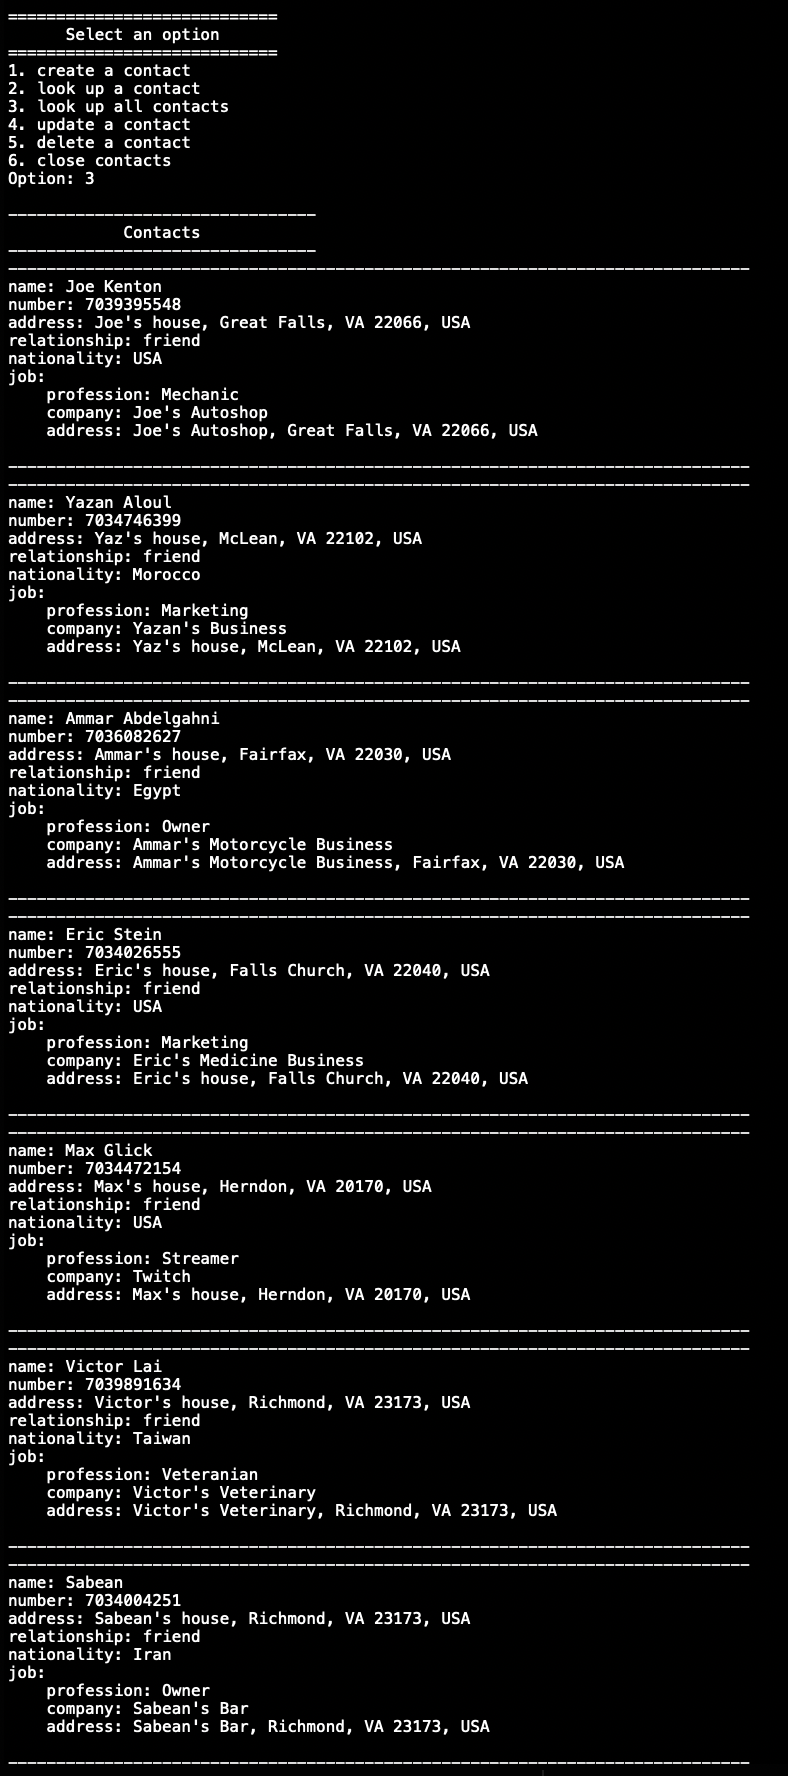 ============================
      Select an option
============================
1. create a contact
2. look up a contact
3. look up all contacts
4. update a contact
5. delete a contact
6. close contacts
Option: 3

--------------------------------
            Contacts
--------------------------------
-----------------------------------------------------------------------------
name: Joe Kenton
number: 7039395548
address: Joe's house, Great Falls, VA 22066, USA
relationship: friend
nationality: USA
job:
    profession: Mechanic
    company: Joe's Autoshop
    address: Joe's Autoshop, Great Falls, VA 22066, USA

-----------------------------------------------------------------------------
-----------------------------------------------------------------------------
name: Yazan Aloul
number: 7034746399
address: Yaz's house, McLean, VA 22102, USA
relationship: friend
nationality: Morocco
job:
    profession: Marketing
    company: Yazan's Business
    address: Yaz's house, McLean, VA 22102, USA

-----------------------------------------------------------------------------
-----------------------------------------------------------------------------
name: Ammar Abdelgahni
number: 7036082627
address: Ammar's house, Fairfax, VA 22030, USA
relationship: friend
nationality: Egypt
job:
    profession: Owner
    company: Ammar's Motorcycle Business
    address: Ammar's Motorcycle Business, Fairfax, VA 22030, USA

-----------------------------------------------------------------------------
-----------------------------------------------------------------------------
name: Eric Stein
number: 7034026555
address: Eric's house, Falls Church, VA 22040, USA
relationship: friend
nationality: USA
job:
    profession: Marketing
    company: Eric's Medicine Business
    address: Eric's house, Falls Church, VA 22040, USA

-----------------------------------------------------------------------------
-----------------------------------------------------------------------------
name: Max Glick
number: 7034472154
address: Max's house, Herndon, VA 20170, USA
relationship: friend
nationality: USA
job:
    profession: Streamer
    company: Twitch
    address: Max's house, Herndon, VA 20170, USA

-----------------------------------------------------------------------------
-----------------------------------------------------------------------------
name: Victor Lai
number: 7039891634
address: Victor's house, Richmond, VA 23173, USA
relationship: friend
nationality: Taiwan
job:
    profession: Veteranian
    company: Victor's Veterinary
    address: Victor's Veterinary, Richmond, VA 23173, USA

-----------------------------------------------------------------------------
-----------------------------------------------------------------------------
name: Sabean
number: 7034004251
address: Sabean's house, Richmond, VA 23173, USA
relationship: friend
nationality: Iran
job:
    profession: Owner
    company: Sabean's Bar
    address: Sabean's Bar, Richmond, VA 23173, USA

-----------------------------------------------------------------------------